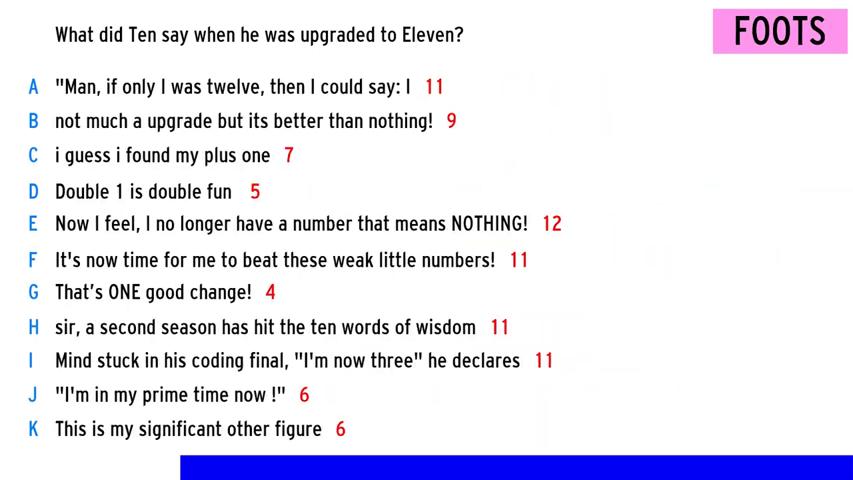 What did Ten say when he was upgraded to Eleven?
FOOTS
A "Man, if only I was twelve, then I could say: I 11
B not much a upgrade but its better than nothing! 9
C i guess i found my plus one 7
D Double 1 is double fun 5
E Now I feel, I no longer have a number that means NOTHING! 12
F It's now time for me to beat these weak little numbers! 11
G That's ONE good change! 4
H sir, a second season has hit the ten words of wisdom 11
I Mind stuck in his coding final, "I'm now three" he declares 11
J "I'm in my prime time now !" 6
K This is my significant other figure 6